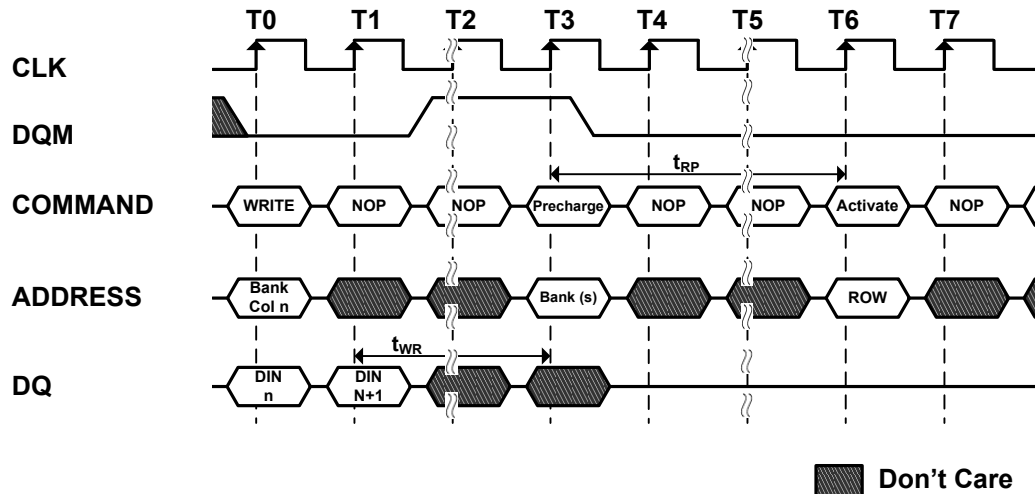 T0 T1 T2 T3 T4 T5 T6 T7
CLK
DQM
tRP
COMMAND WRITE NOP NOP Precharge NOP NOP Activate NOP
ADDRESS Bank Col n Bank (s) ROW
tWR
DQ DIN n DIN N+1
Don't Care